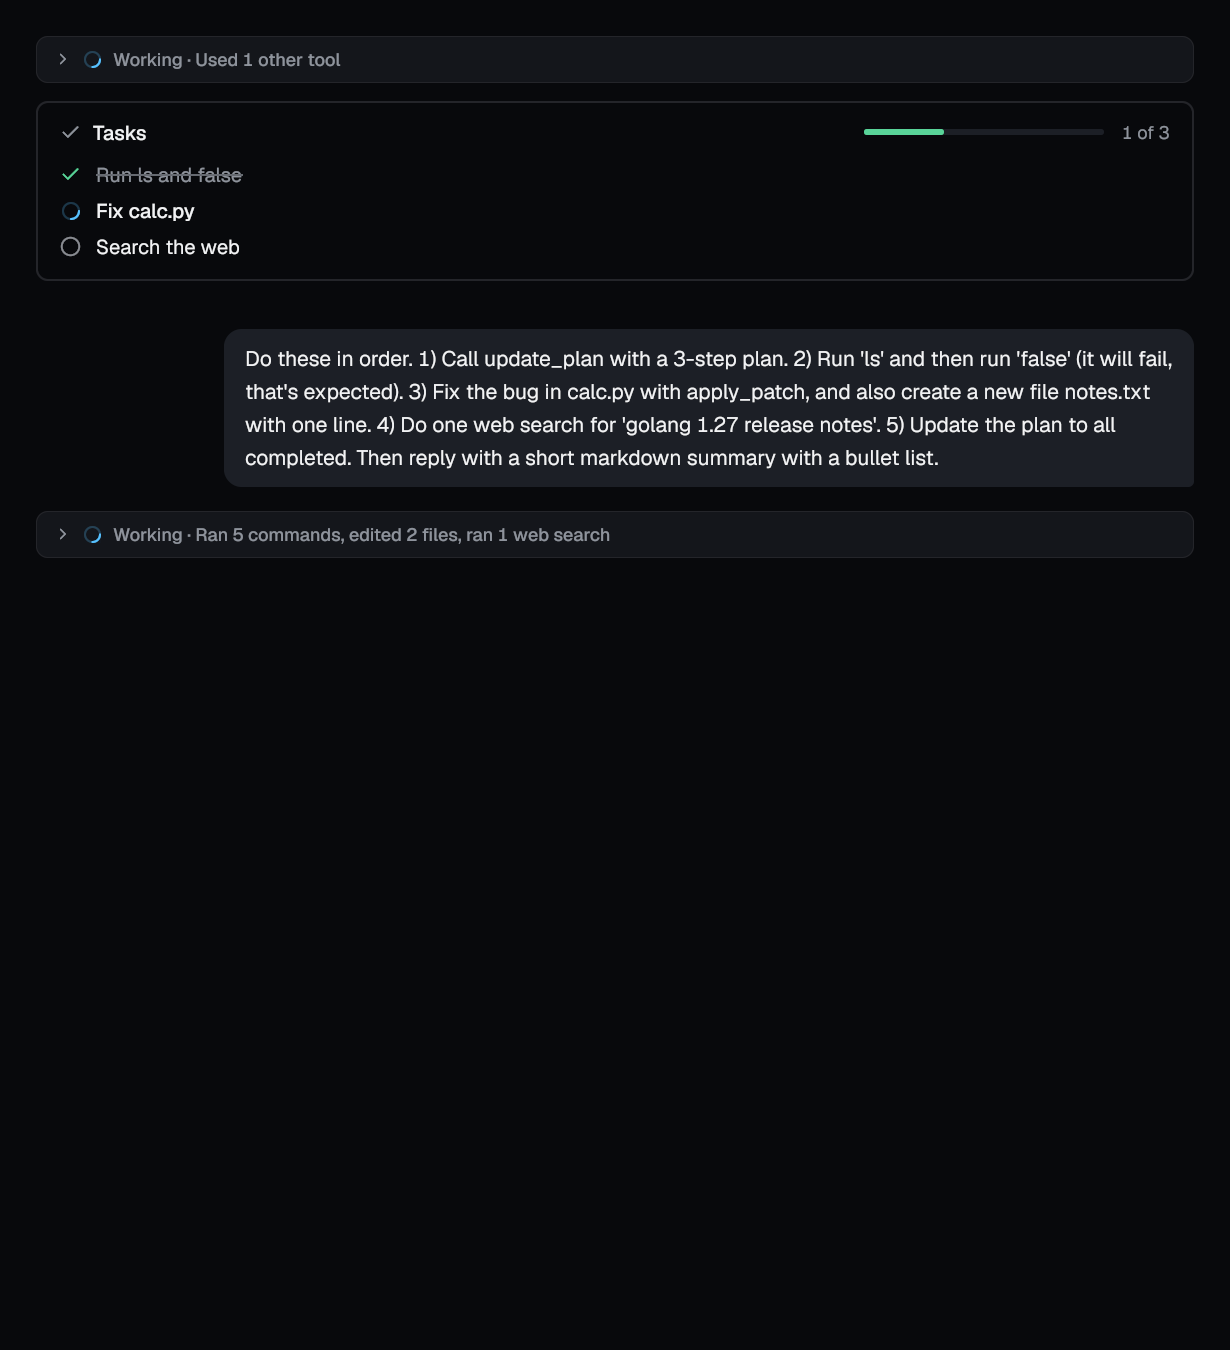 Working · Used 1 other tool
Tasks
1 of 3
Run ls and false
Fix calc.py
Search the web
Do these in order. 1) Call update_plan with a 3-step plan. 2) Run 'ls' and then run 'false' (it will fail,
that's expected). 3) Fix the bug in calc.py with apply_patch, and also create a new file notes.txt
with one line. 4) Do one web search for 'golang 1.27 release notes'. 5) Update the plan to all
completed. Then reply with a short markdown summary with a bullet list.
Working · Ran 5 commands, edited 2 files, ran 1 web search